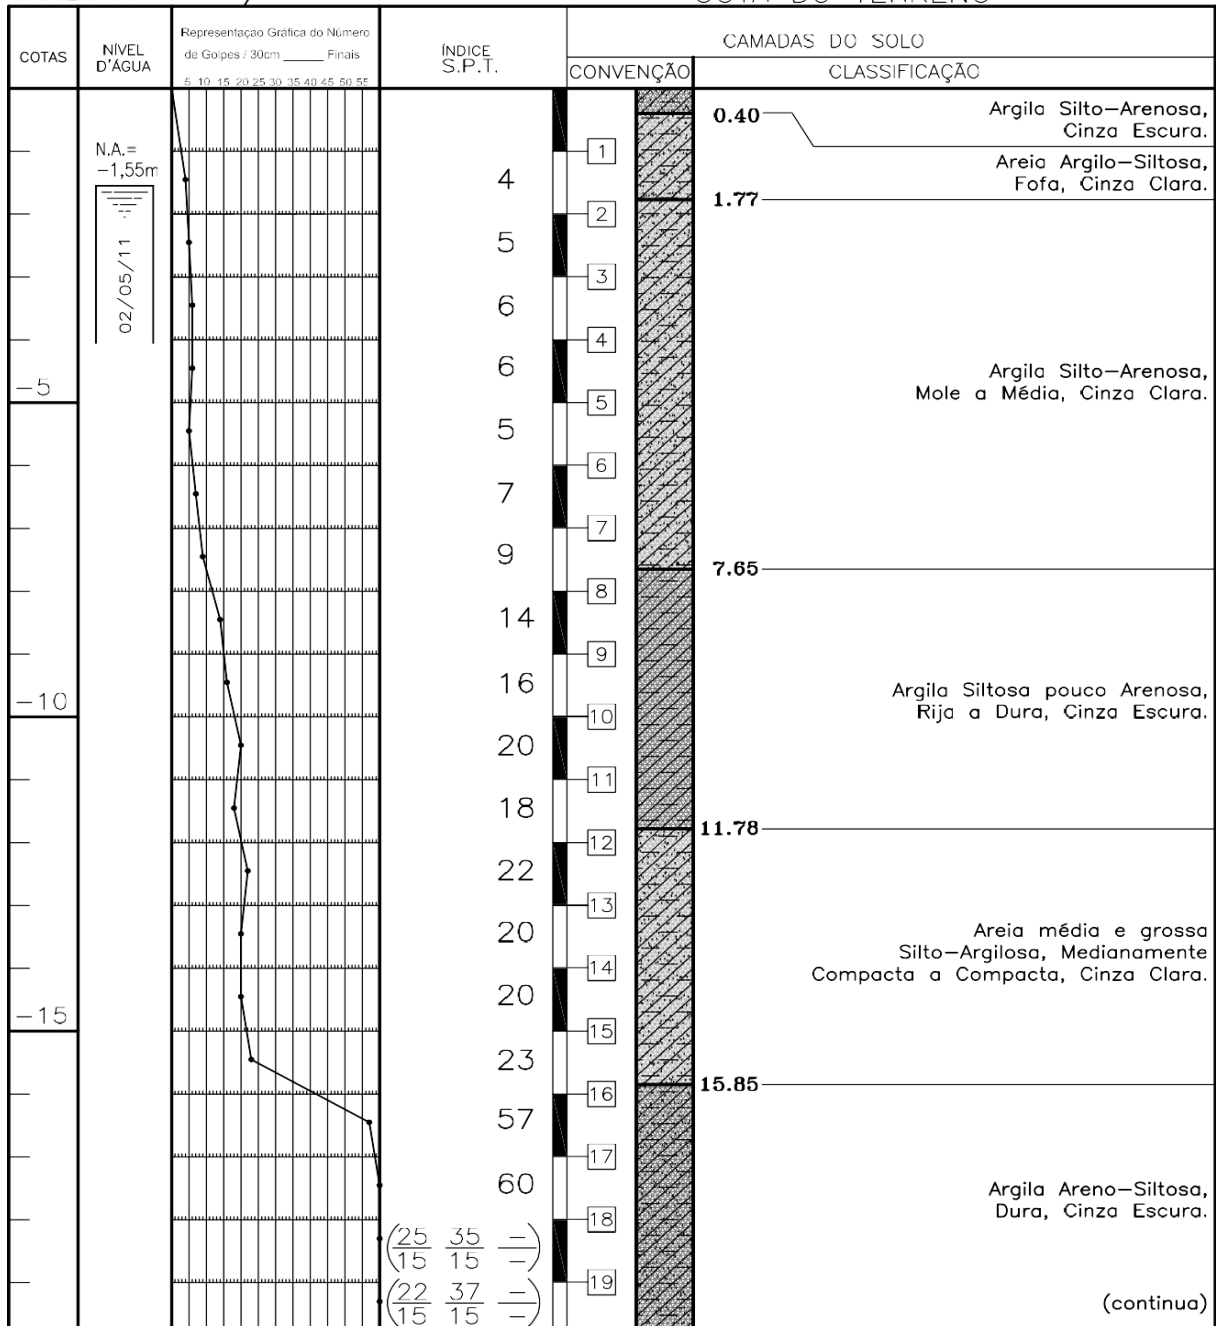 COTA DO TERRENO
COTAS
NÍVEL
D'ÁGUA
Representaçao Gráfica do Número
de Golpes / 30cm ______ Finais
5 10 15 20 25 30 35 40 45 50 55
ÍNDICE
S.P.T.
CAMADAS DO SOLO
CONVENÇÃO
CLASSIFICAÇÃO
0.40
Argila Silto-Arenosa,
Cinza Escura.
N.A.=
-1,55m
02/05/11
1
4
Areia Argilo-Siltosa,
Fofa, Cinza Clara.
1.77
2
5
3
6
4
6
Argila Silto-Arenosa,
Mole a Média, Cinza Clara.
-5
5
5
6
7
7
9
7.65
8
14
9
16
Argila Siltosa pouco Arenosa,
Rija a Dura, Cinza Escura.
-10
10
20
11
18
11.78
12
22
13
20
Areia média e grossa
Silto-Argilosa, Medianamente
Compacta a Compacta, Cinza Clara.
14
20
-15
15
23
15.85
16
57
17
60
Argila Areno-Siltosa,
Dura, Cinza Escura.
18
(25 35 –)
15 15 –
19
(22 37 –)
15 15 –
(continua)